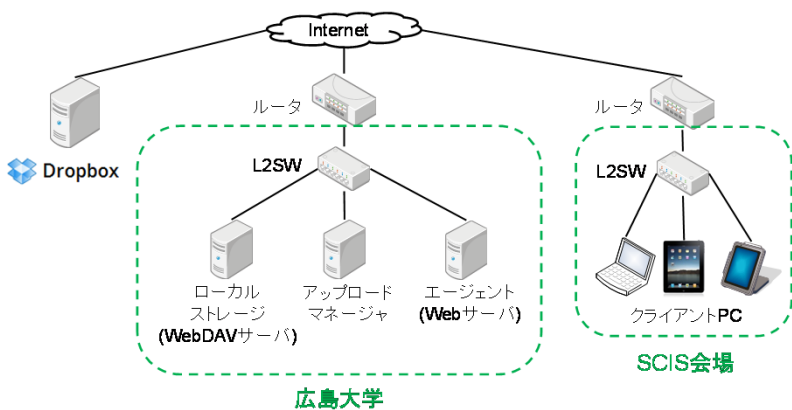 Internet
ルータ
ルータ
Dropbox
L2SW
L2SW
ローカル
ストレージ
(WebDAVサーバ)
アップロード
マネージャ
エージェント
(Webサーバ)
クライアントPC
SCIS会場
広島大学